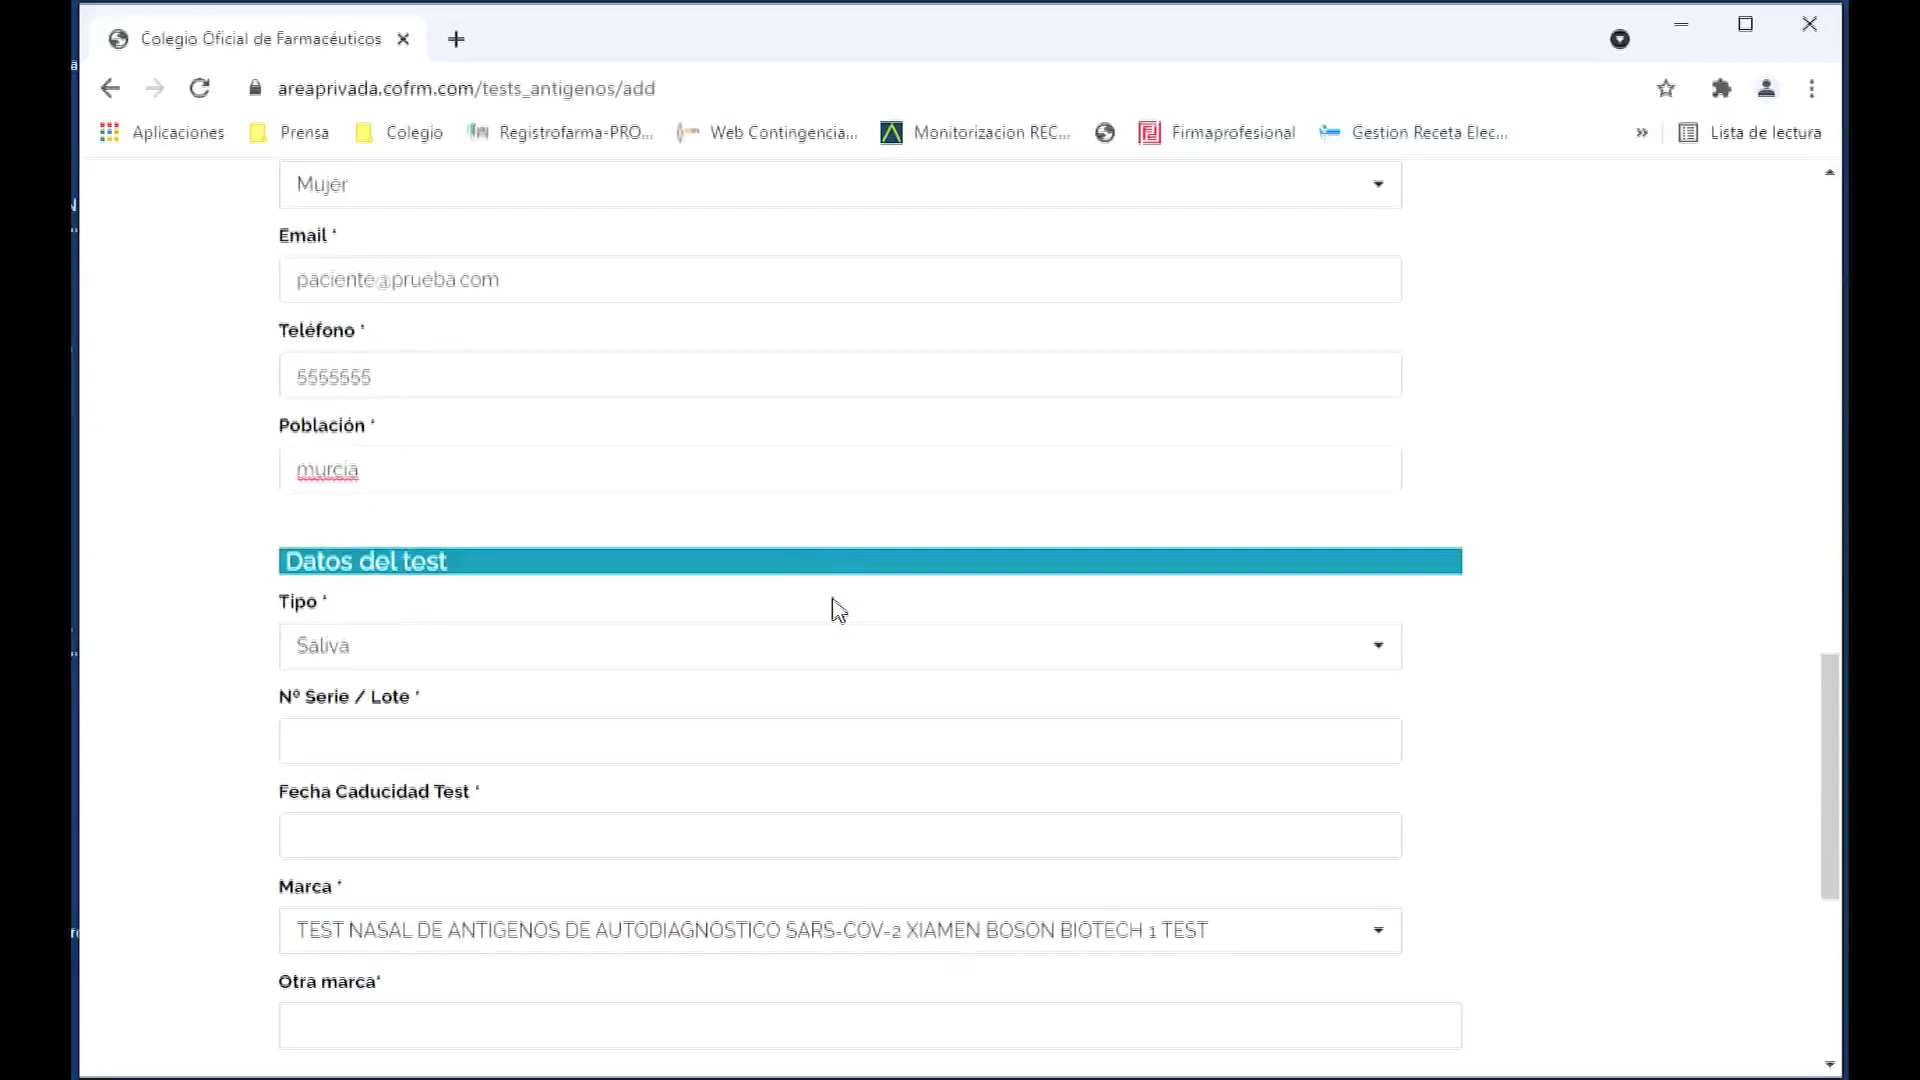 Colegio Oficial de Farmacéuticos
areaprivada.cofrm.com/tests_antigenos/add
Aplicaciones Prensa Colegio Registrofarma-PRO... Web Contingencia... Monitorizacion REC... Firmaprofesional Gestion Receta Elec... » Lista de lectura
Mujer
Email *
paciente@prueba.com
Teléfono *
5555555
Población *
murcia
Datos del test
Tipo *
Saliva
Nº Serie / Lote *
Fecha Caducidad Test *
Marca *
TEST NASAL DE ANTIGENOS DE AUTODIAGNOSTICO SARS-COV-2 XIAMEN BOSON BIOTECH 1 TEST
Otra marca*